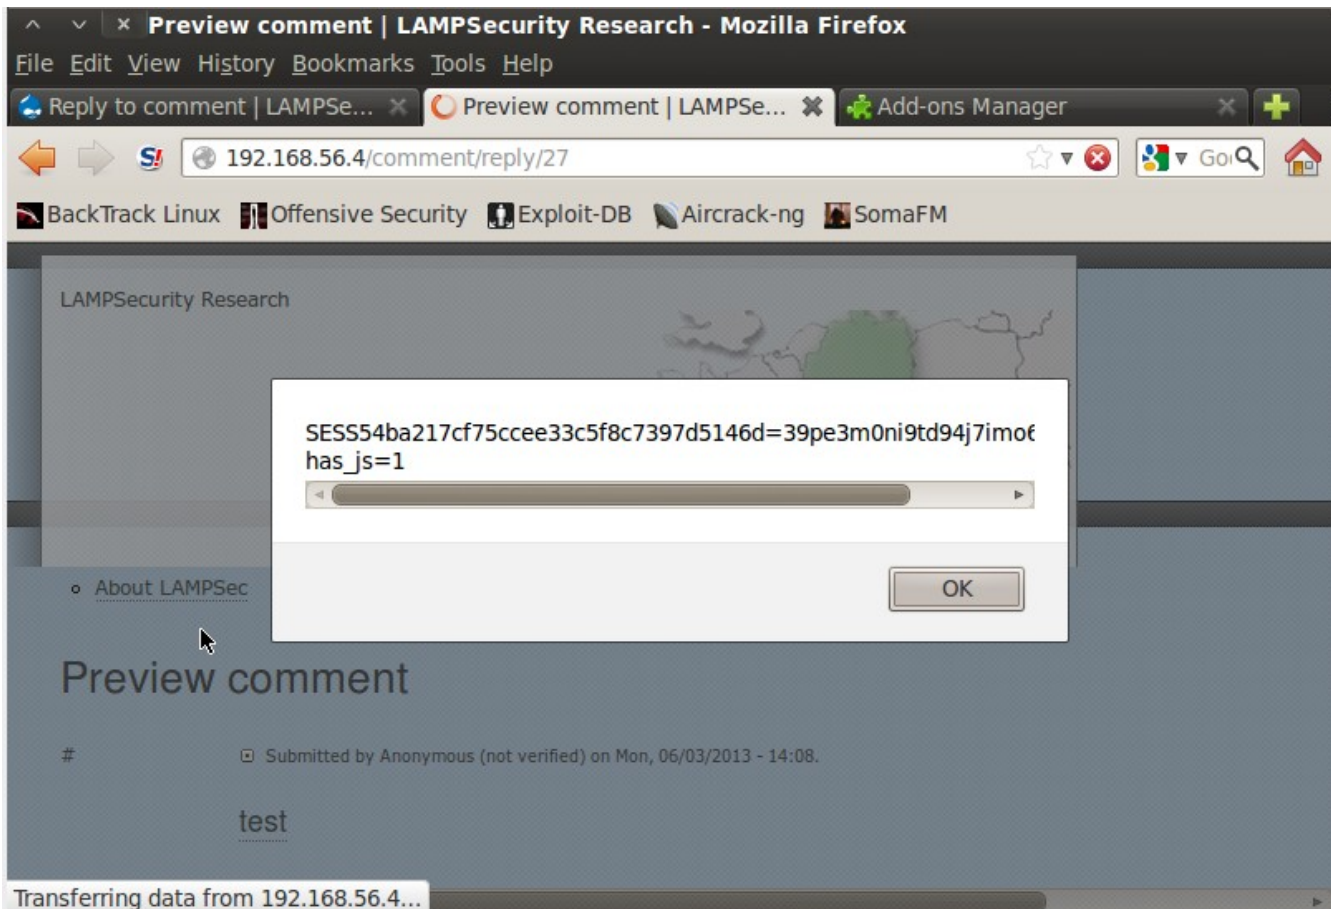 Preview comment | LAMPSecurity Research - Mozilla Firefox
File Edit View History Bookmarks Tools Help
Reply to comment | LAMPSe... Preview comment | LAMPSe... Add-ons Manager
S! 192.168.56.4/comment/reply/27
BackTrack Linux Offensive Security Exploit-DB Aircrack-ng SomaFM
LAMPSecurity Research
SESS54ba217cf75ccee33c5f8c7397d5146d=39pe3m0ni9td94j7imo6
has_js=1
OK
About LAMPSec
Preview comment
# Submitted by Anonymous (not verified) on Mon, 06/03/2013 - 14:08.
test
Transferring data from 192.168.56.4...